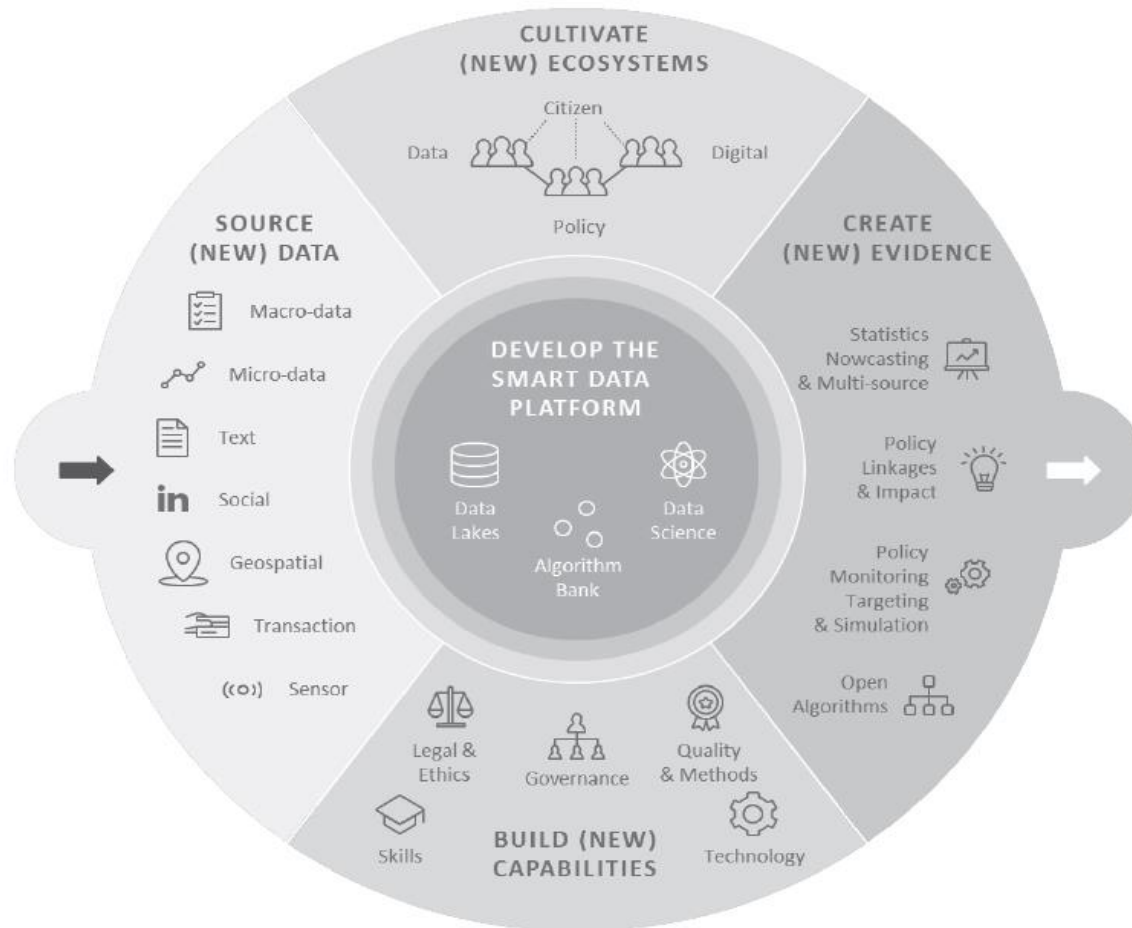 CULTIVATE
(NEW) ECOSYSTEMS
Citizen
Data
Digital
Policy
SOURCE
(NEW) DATA
Macro-data
Micro-data
Text
in
Social
Geospatial
Transaction
Sensor
DEVELOP THE
SMART DATA
PLATFORM
Data
Lakes
Algorithm
Bank
Data
Science
CREATE
(NEW) EVIDENCE
Statistics
Nowcasting
& Multi-source
Policy
Linkages
& Impact
Policy
Monitoring
Targeting
& Simulation
Open
Algorithms
Legal &
Ethics
Governance
Quality
& Methods
Skills
BUILD (NEW)
CAPABILITIES
Technology